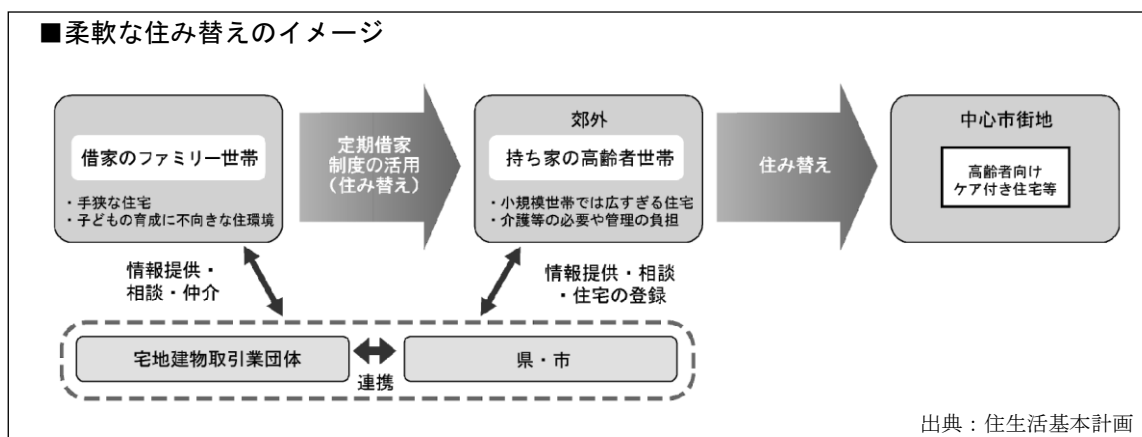 ■柔軟な住み替えのイメージ
借家のファミリー世帯
・手狭な住宅
・子どもの育成に不向きな住環境
定期借家
制度の活用
（住み替え）
郊外
持ち家の高齢者世帯
・小規模世帯では広すぎる住宅
・介護等の必要や管理の負担
住み替え
中心市街地
高齢者向け
ケア付き住宅等
情報提供・
相談・仲介
情報提供・相談
・住宅の登録
宅地建物取引業団体
連携
県・市
出典：住生活基本計画